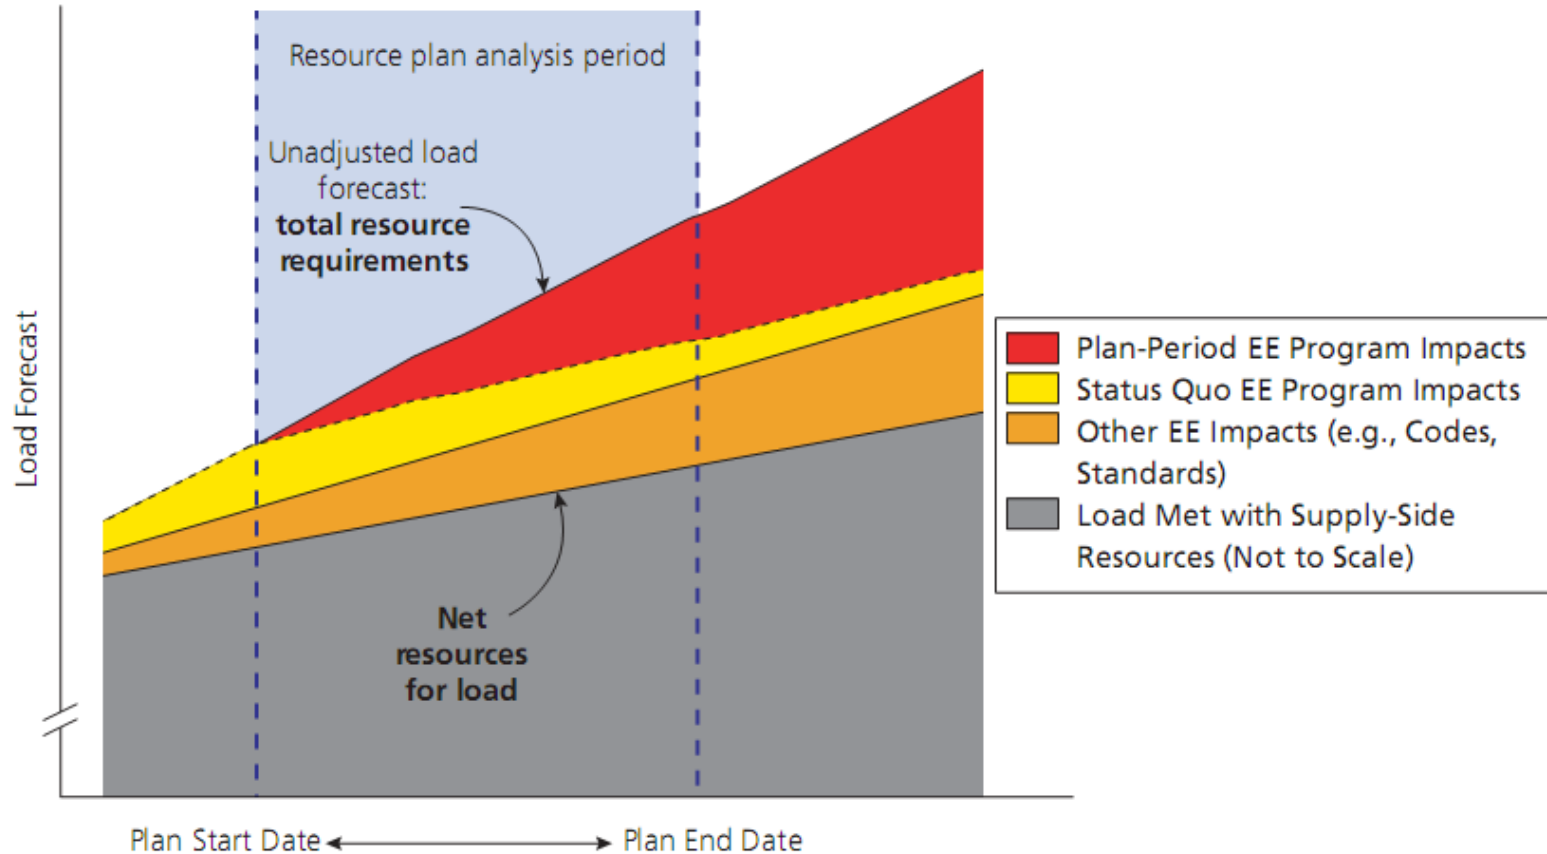 Resource plan analysis period
Unadjusted load
forecast:
total resource
requirements
Load Forecast
Net
resources
for load
Plan-Period EE Program Impacts
Status Quo EE Program Impacts
Other EE Impacts (e.g., Codes,
Standards)
Load Met with Supply-Side
Resources (Not to Scale)
Plan Start Date
Plan End Date